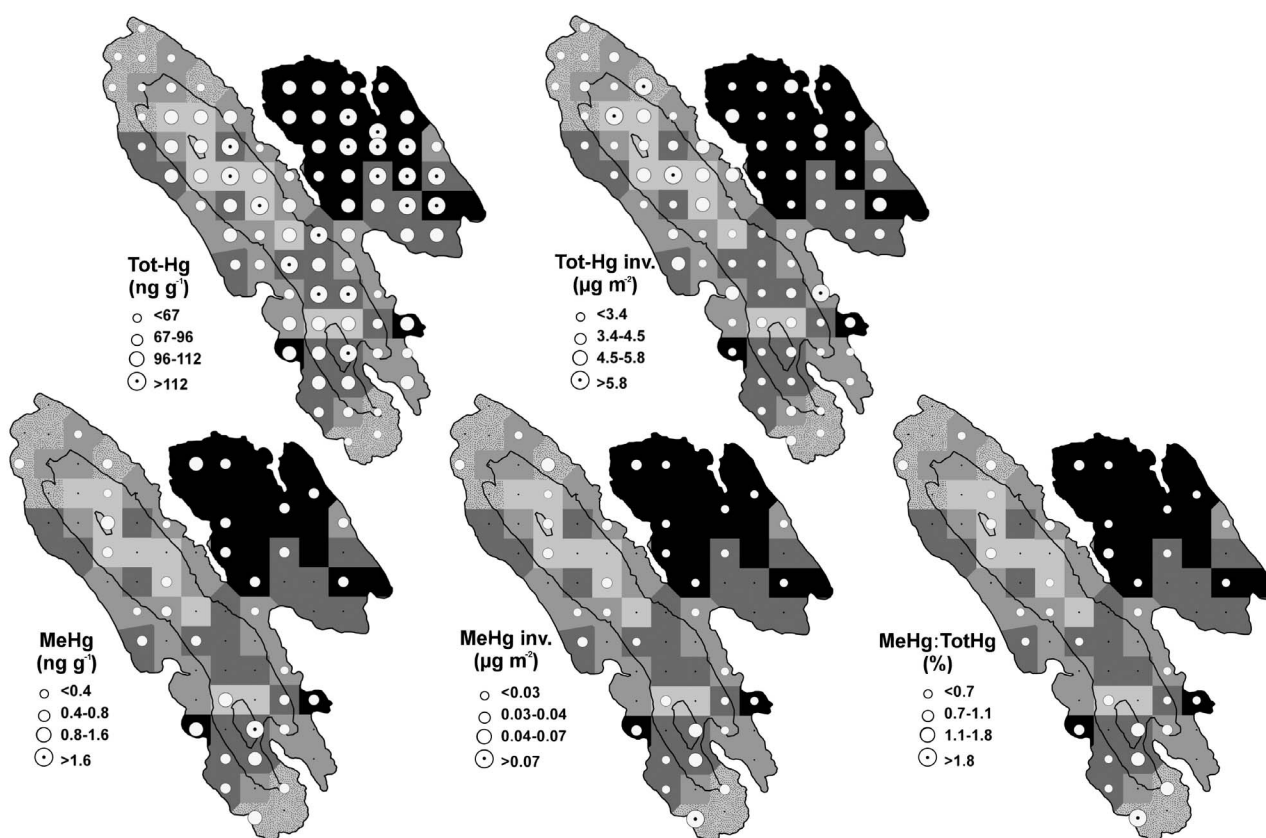 Tot-Hg
(ng g⁻¹)
<67
67-96
96-112
>112
Tot-Hg inv.
(µg m⁻²)
<3.4
3.4-4.5
4.5-5.8
>5.8
MeHg
(ng g⁻¹)
<0.4
0.4-0.8
0.8-1.6
>1.6
MeHg inv.
(µg m⁻²)
<0.03
0.03-0.04
0.04-0.07
>0.07
MeHg:TotHg
(%)
<0.7
0.7-1.1
1.1-1.8
>1.8